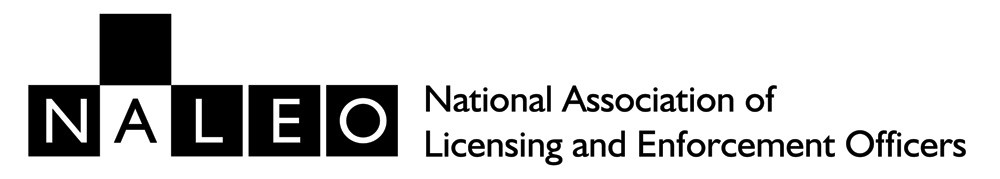 NALEO
National Association of
Licensing and Enforcement Officers